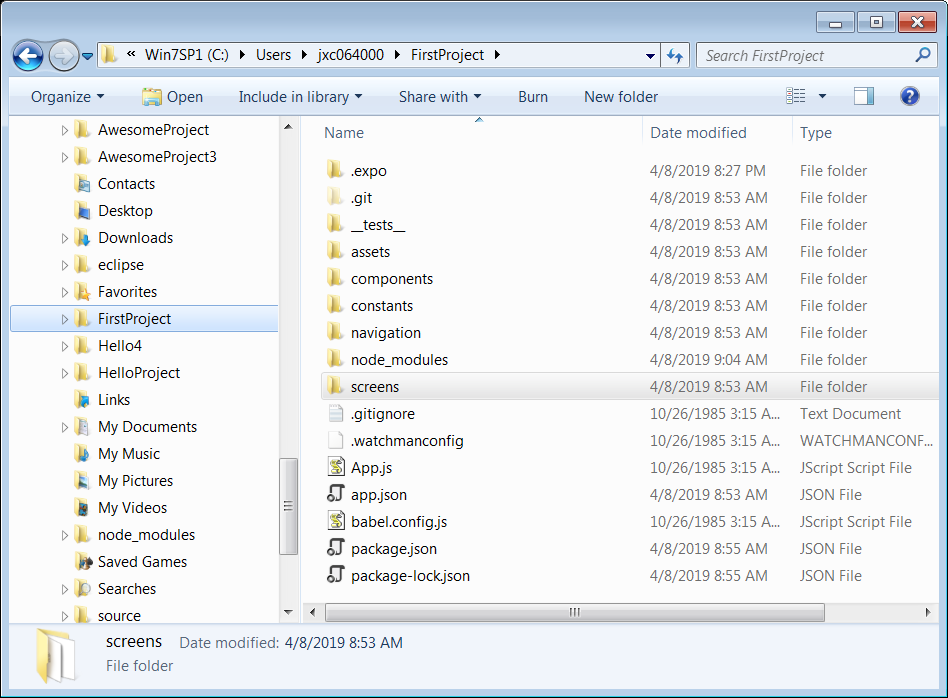 « Win7SP1 (C:) Users jxc064000 FirstProject Search FirstProject
Organize Open Include in library Share with Burn New folder
AwesomeProject
AwesomeProject3
Contacts
Desktop
Downloads
eclipse
Favorites
FirstProject
Hello4
HelloProject
Links
My Documents
My Music
My Pictures
My Videos
node_modules
Saved Games
Searches
source
Name Date modified Type
.expo 4/8/2019 8:27 PM File folder
.git 4/8/2019 8:53 AM File folder
__tests__ 4/8/2019 8:53 AM File folder
assets 4/8/2019 8:53 AM File folder
components 4/8/2019 8:53 AM File folder
constants 4/8/2019 8:53 AM File folder
navigation 4/8/2019 8:53 AM File folder
node_modules 4/8/2019 9:04 AM File folder
screens 4/8/2019 8:53 AM File folder
.gitignore 10/26/1985 3:15 A... Text Document
.watchmanconfig 10/26/1985 3:15 A... WATCHMANCONF...
App.js 10/26/1985 3:15 A... JScript Script File
app.json 4/8/2019 8:53 AM JSON File
babel.config.js 10/26/1985 3:15 A... JScript Script File
package.json 4/8/2019 8:55 AM JSON File
package-lock.json 4/8/2019 8:55 AM JSON File
screens Date modified: 4/8/2019 8:53 AM
File folder